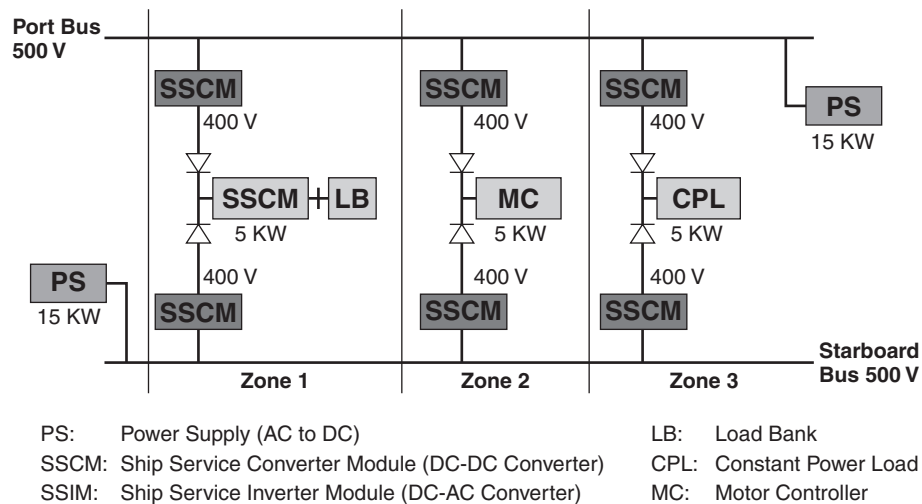 Port Bus
500 V
SSCM
SSCM
SSCM
PS
15 KW
400 V
400 V
400 V
SSCM
LB
MC
CPL
5 KW
5 KW
5 KW
400 V
400 V
400 V
PS
15 KW
SSCM
SSCM
SSCM
Starboard
Bus 500 V
Zone 1
Zone 2
Zone 3
PS: Power Supply (AC to DC)
LB: Load Bank
SSCM: Ship Service Converter Module (DC-DC Converter)
CPL: Constant Power Load
SSIM: Ship Service Inverter Module (DC-AC Converter)
MC: Motor Controller